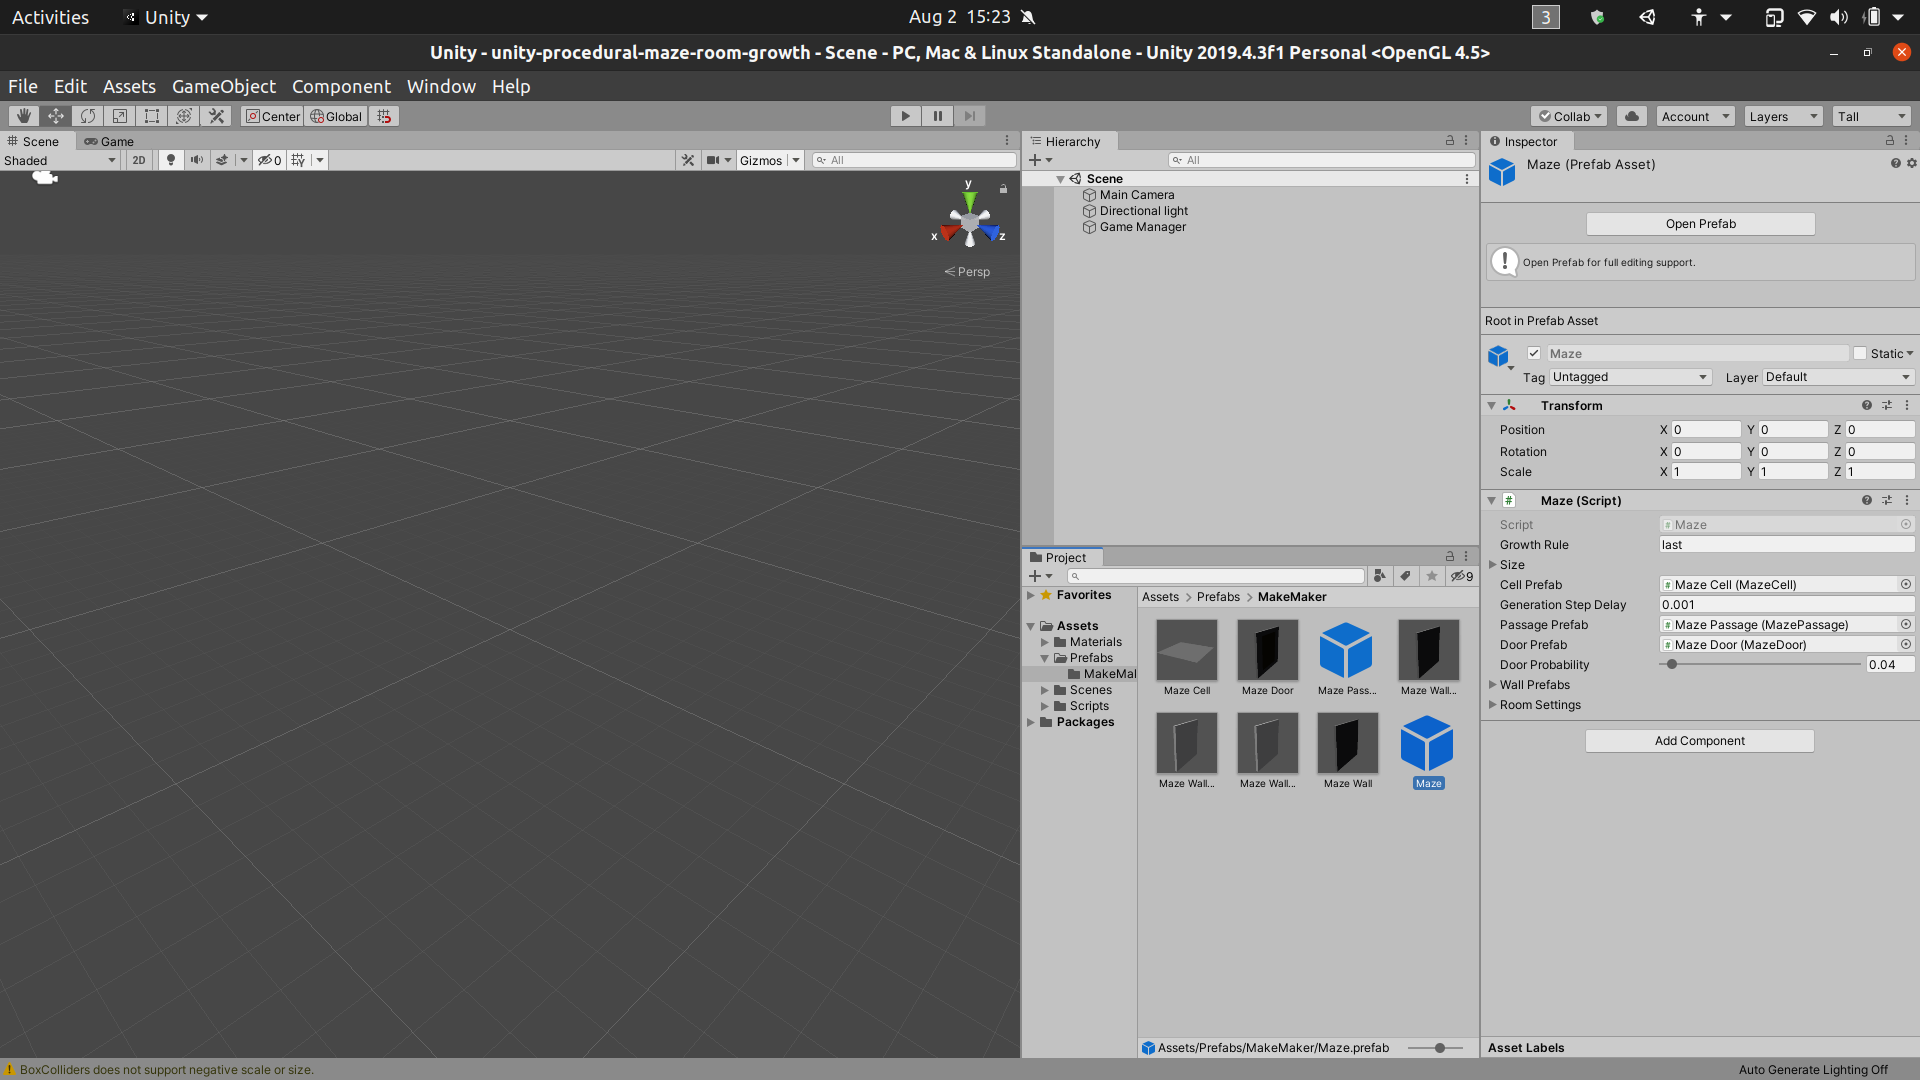 Activities Unity Aug 2 15:23 3
Unity - unity-procedural-maze-room-growth - Scene - PC, Mac & Linux Standalone - Unity 2019.4.3f1 Personal <OpenGL 4.5>
File Edit Assets GameObject Component Window Help
Center Global Collab Account Layers Tall
Scene Game
Shaded 2D 0 Gizmos All
y
x z
Persp
Hierarchy
All
Scene
Main Camera
Directional light
Game Manager
Project
9
Favorites
Assets
Materials
Prefabs
MakeMal
Scenes
Scripts
Packages
Assets > Prefabs > MakeMaker
Maze Cell Maze Door Maze Pass... Maze Wall...
Maze Wall... Maze Wall... Maze Wall Maze
Assets/Prefabs/MakeMaker/Maze.prefab
Inspector
Maze (Prefab Asset)
Open Prefab
Open Prefab for full editing support.
Root in Prefab Asset
Maze Static
Tag Untagged Layer Default
Transform
Position X 0 Y 0 Z 0
Rotation X 0 Y 0 Z 0
Scale X 1 Y 1 Z 1
# Maze (Script)
Script # Maze
Growth Rule last
Size
Cell Prefab # Maze Cell (MazeCell)
Generation Step Delay 0.001
Passage Prefab # Maze Passage (MazePassage)
Door Prefab # Maze Door (MazeDoor)
Door Probability 0.04
Wall Prefabs
Room Settings
Add Component
Asset Labels
BoxColliders does not support negative scale or size.
Auto Generate Lighting Off